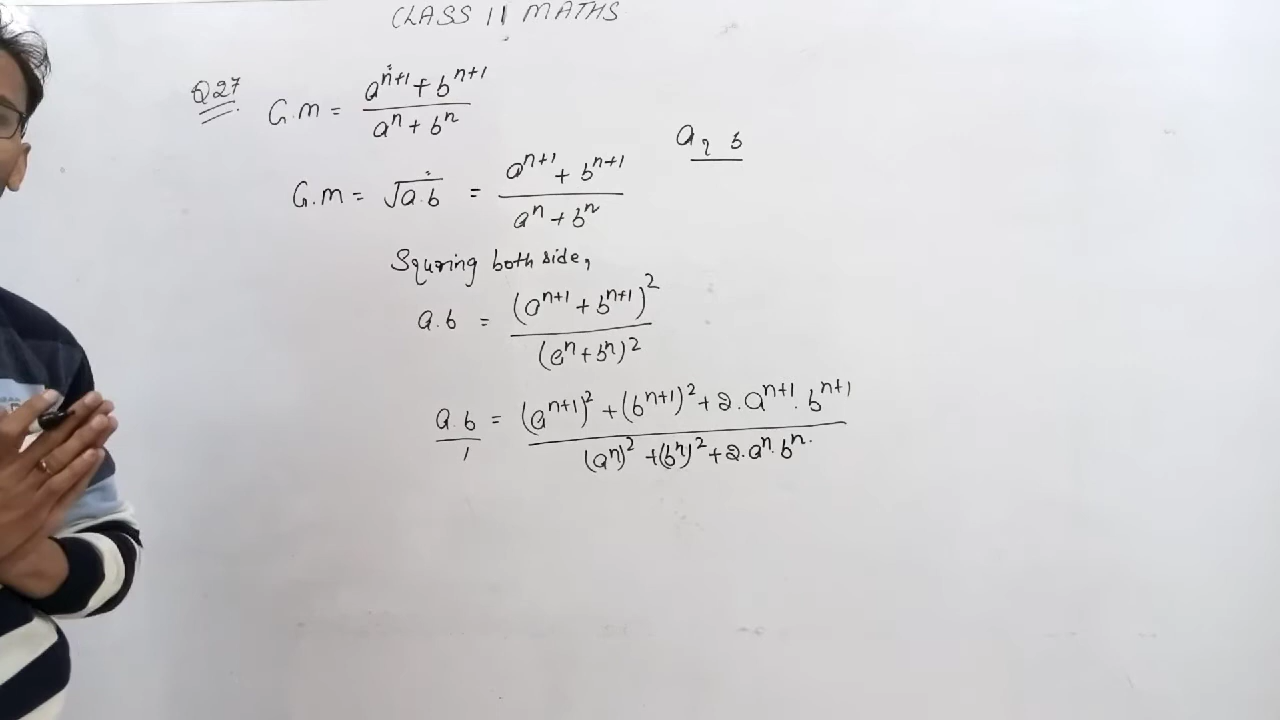 CLASS 11 MATHS
Q27
G.M = a^{n+1} + b^{n+1} / a^n + b^n
a, b
G.M = √a.b = a^{n+1} + b^{n+1} / a^n + b^n
Squring both side,
a.b = (a^{n+1} + b^{n+1})^2 / (a^n + b^n)^2
a.b / 1 = (a^{n+1})^2 + (b^{n+1})^2 + 2.a^{n+1}.b^{n+1} / (a^n)^2 + (b^n)^2 + 2.a^n.b^n.